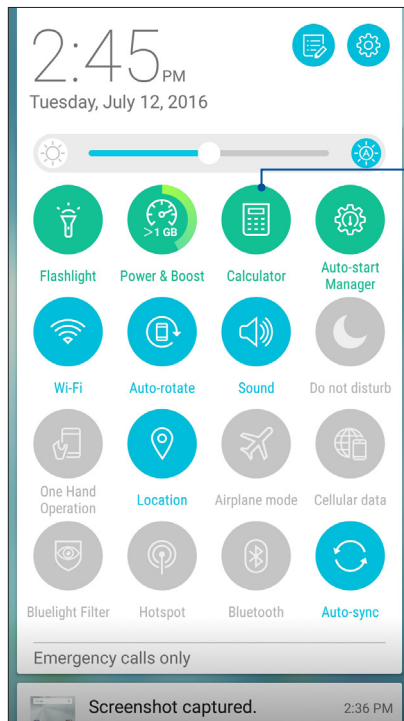 2:45 PM
Tuesday, July 12, 2016
A
>1 GB
Flashlight
Power & Boost
Calculator
Auto-start
Manager
Wi-Fi
Auto-rotate
Sound
Do not disturb
One Hand
Operation
Location
Airplane mode
Cellular data
Bluelight Filter
Hotspot
Bluetooth
Auto-sync
Emergency calls only
Screenshot captured.
2:36 PM